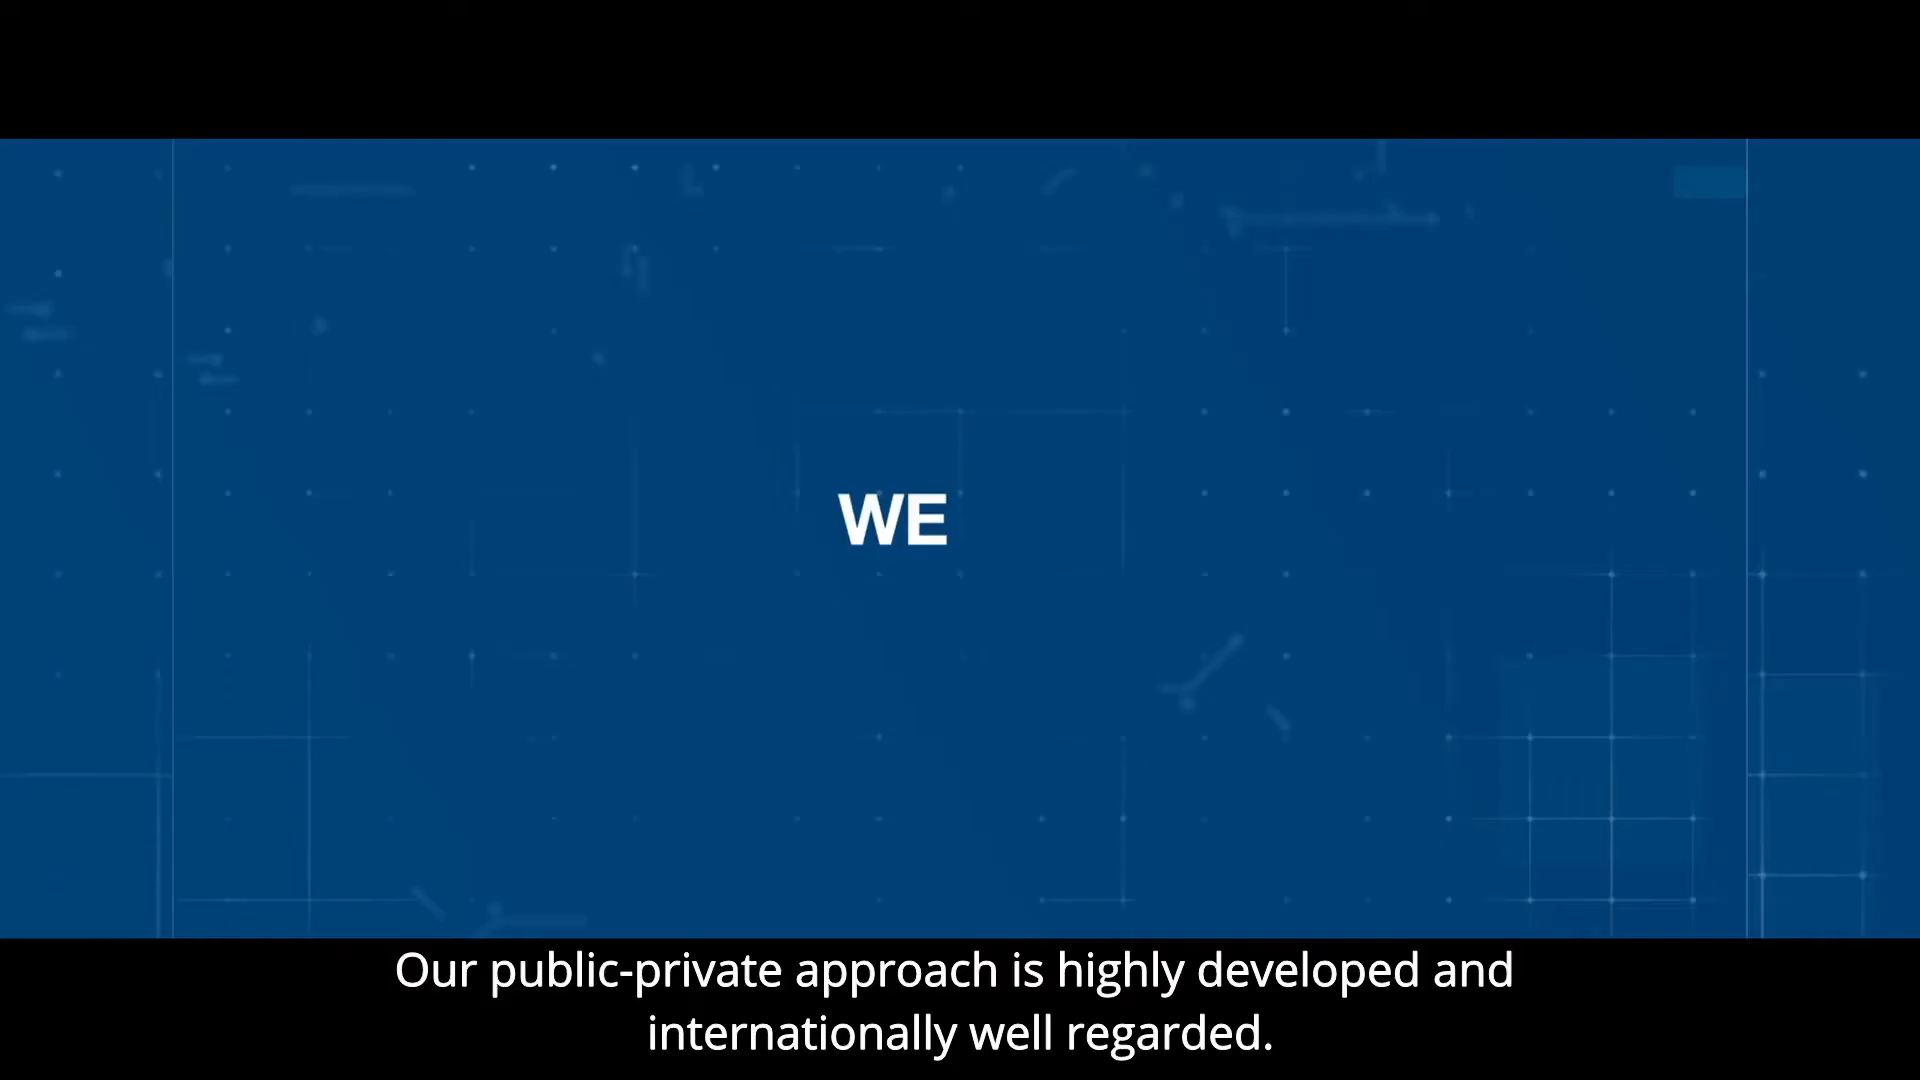 WE
Our public-private approach is highly developed and
internationally well regarded.